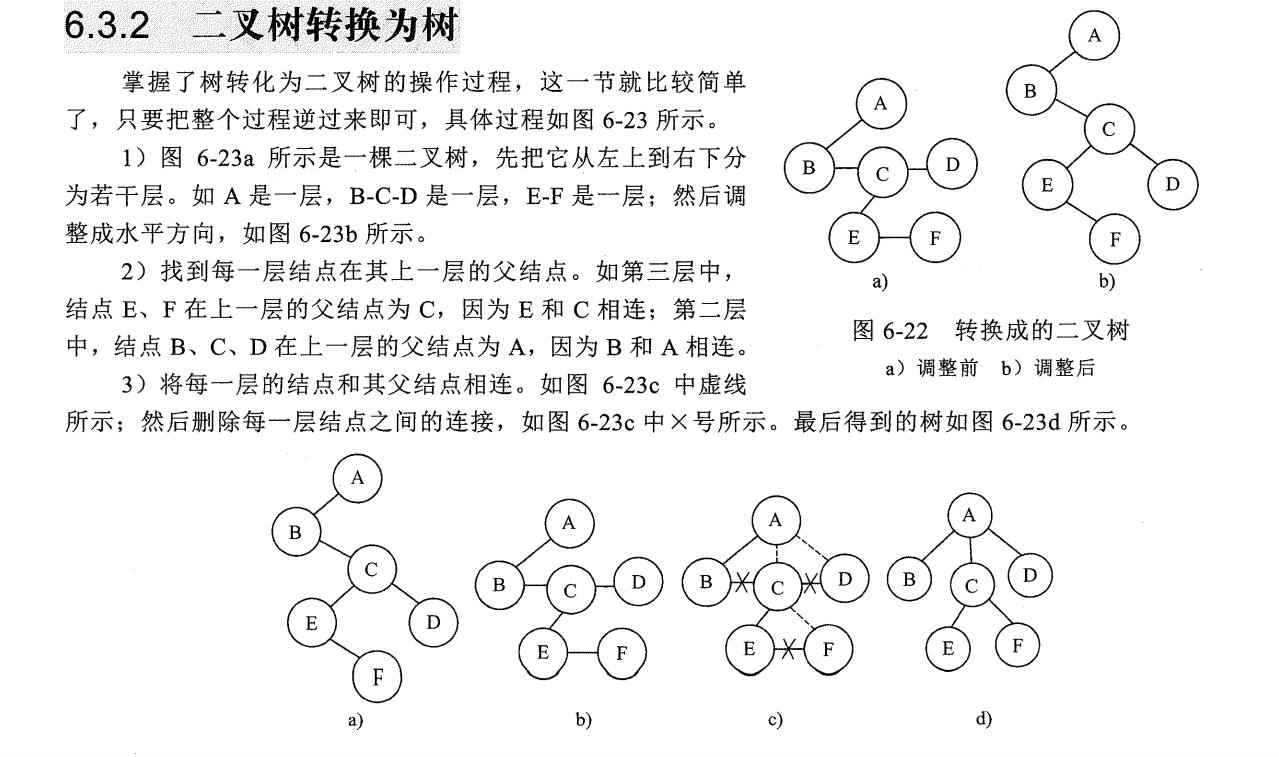 6.3.2 二叉树转换为树
掌握了树转化为二叉树的操作过程，这一节就比较简单
了，只要把整个过程逆过来即可，具体过程如图 6-23 所示。
1）图 6-23a 所示是一棵二叉树，先把它从左上到右下分
为若干层。如 A 是一层，B-C-D 是一层，E-F 是一层；然后调
整成水平方向，如图 6-23b 所示。
2）找到每一层结点在其上一层的父结点。如第三层中，
结点 E、F 在上一层的父结点为 C，因为 E 和 C 相连；第二层
中，结点 B、C、D 在上一层的父结点为 A，因为 B 和 A 相连。
3）将每一层的结点和其父结点相连。如图 6-23c 中虚线
所示；然后删除每一层结点之间的连接，如图 6-23c 中×号所示。最后得到的树如图 6-23d 所示。
A
B C D
E F
a)
A
B
C
E D
F
b)
图 6-22 转换成的二叉树
a）调整前 b）调整后
A
B
C
E D
F
a)
A
B C D
E F
b)
A
B C D
E F
c)
A
B C D
E F
d)